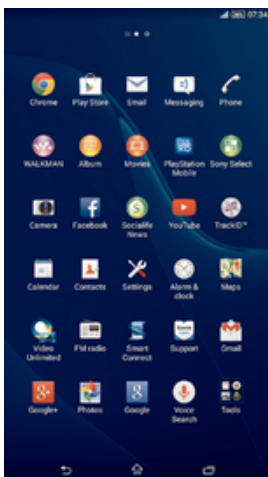 07:34
Chrome Play Store Email Messaging Phone
WALKMAN Album Movies PlayStation Mobile Sony Select
Camera Facebook Socialife News YouTube TrackID™
Calendar Contacts Settings Alarm & clock Maps
Video Unlimited FM radio Smart Connect Support Gmail
Google+ Photos Google Voice Search Tools